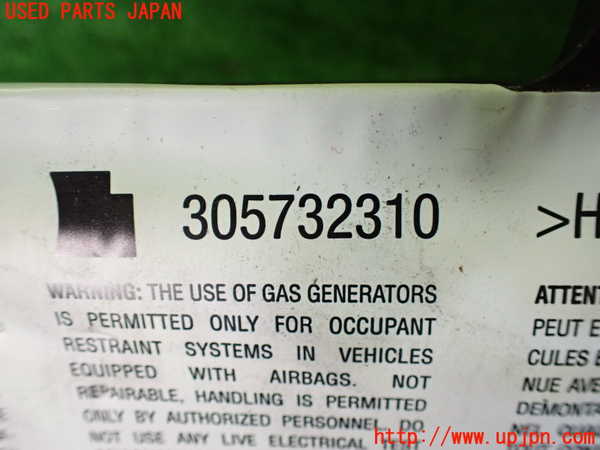 USED PARTS JAPAN
305732310
>H
WARNING: THE USE OF GAS GENERATORS
IS PERMITTED ONLY FOR OCCUPANT
RESTRAINT SYSTEMS IN VEHICLES
EQUIPPED WITH AIRBAGS. NOT
REPAIRABLE, HANDLING IS PERMITTED
ONLY BY AUTHORIZED PERSONNEL, DO
NOT USE ANY LIVE ELECTRICAL
ATTENT
PEUT E
CULES E
NUE AVE
DEMONTA
http://www.upjpn.com/